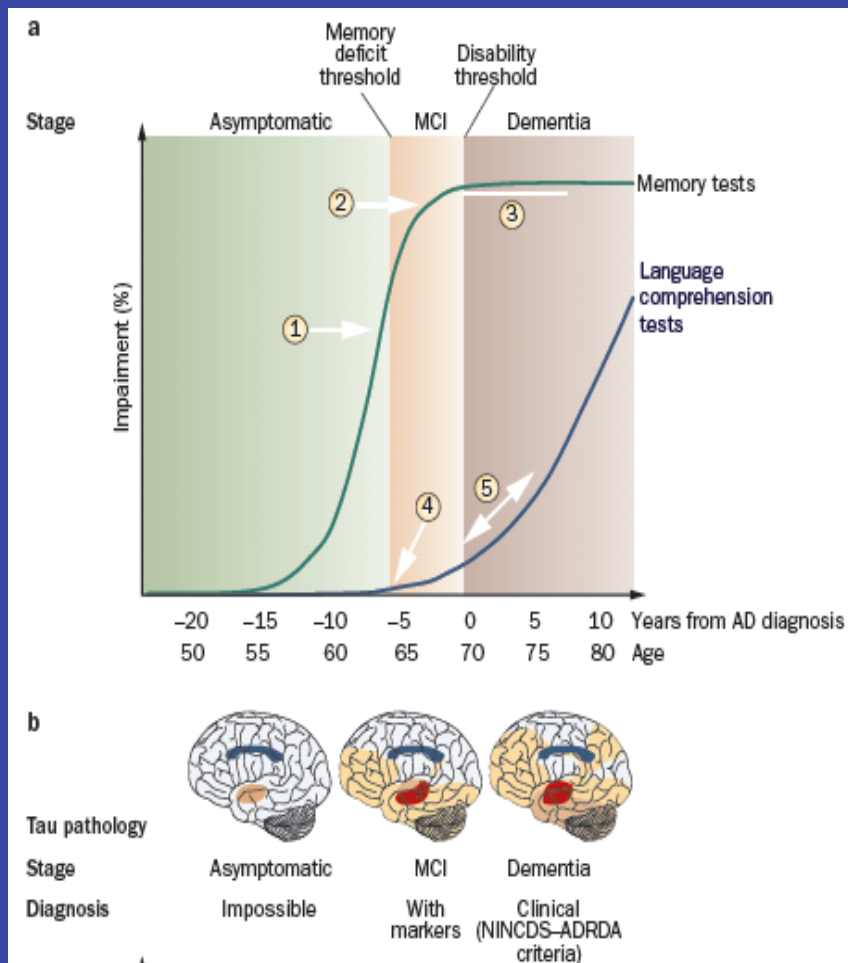 a
Memory
deficit
threshold
Disability
threshold
Stage
Asymptomatic
MCI
Dementia
Impairment (%)
1
2
3
4
5
Memory tests
Language
comprehension
tests
–20 –15 –10 –5 0 5 10 Years from AD diagnosis
50 55 60 65 70 75 80 Age
b
Tau pathology
Stage Asymptomatic MCI Dementia
Diagnosis
Impossible
With
markers
Clinical
(NINCDS–ADRDA
criteria)